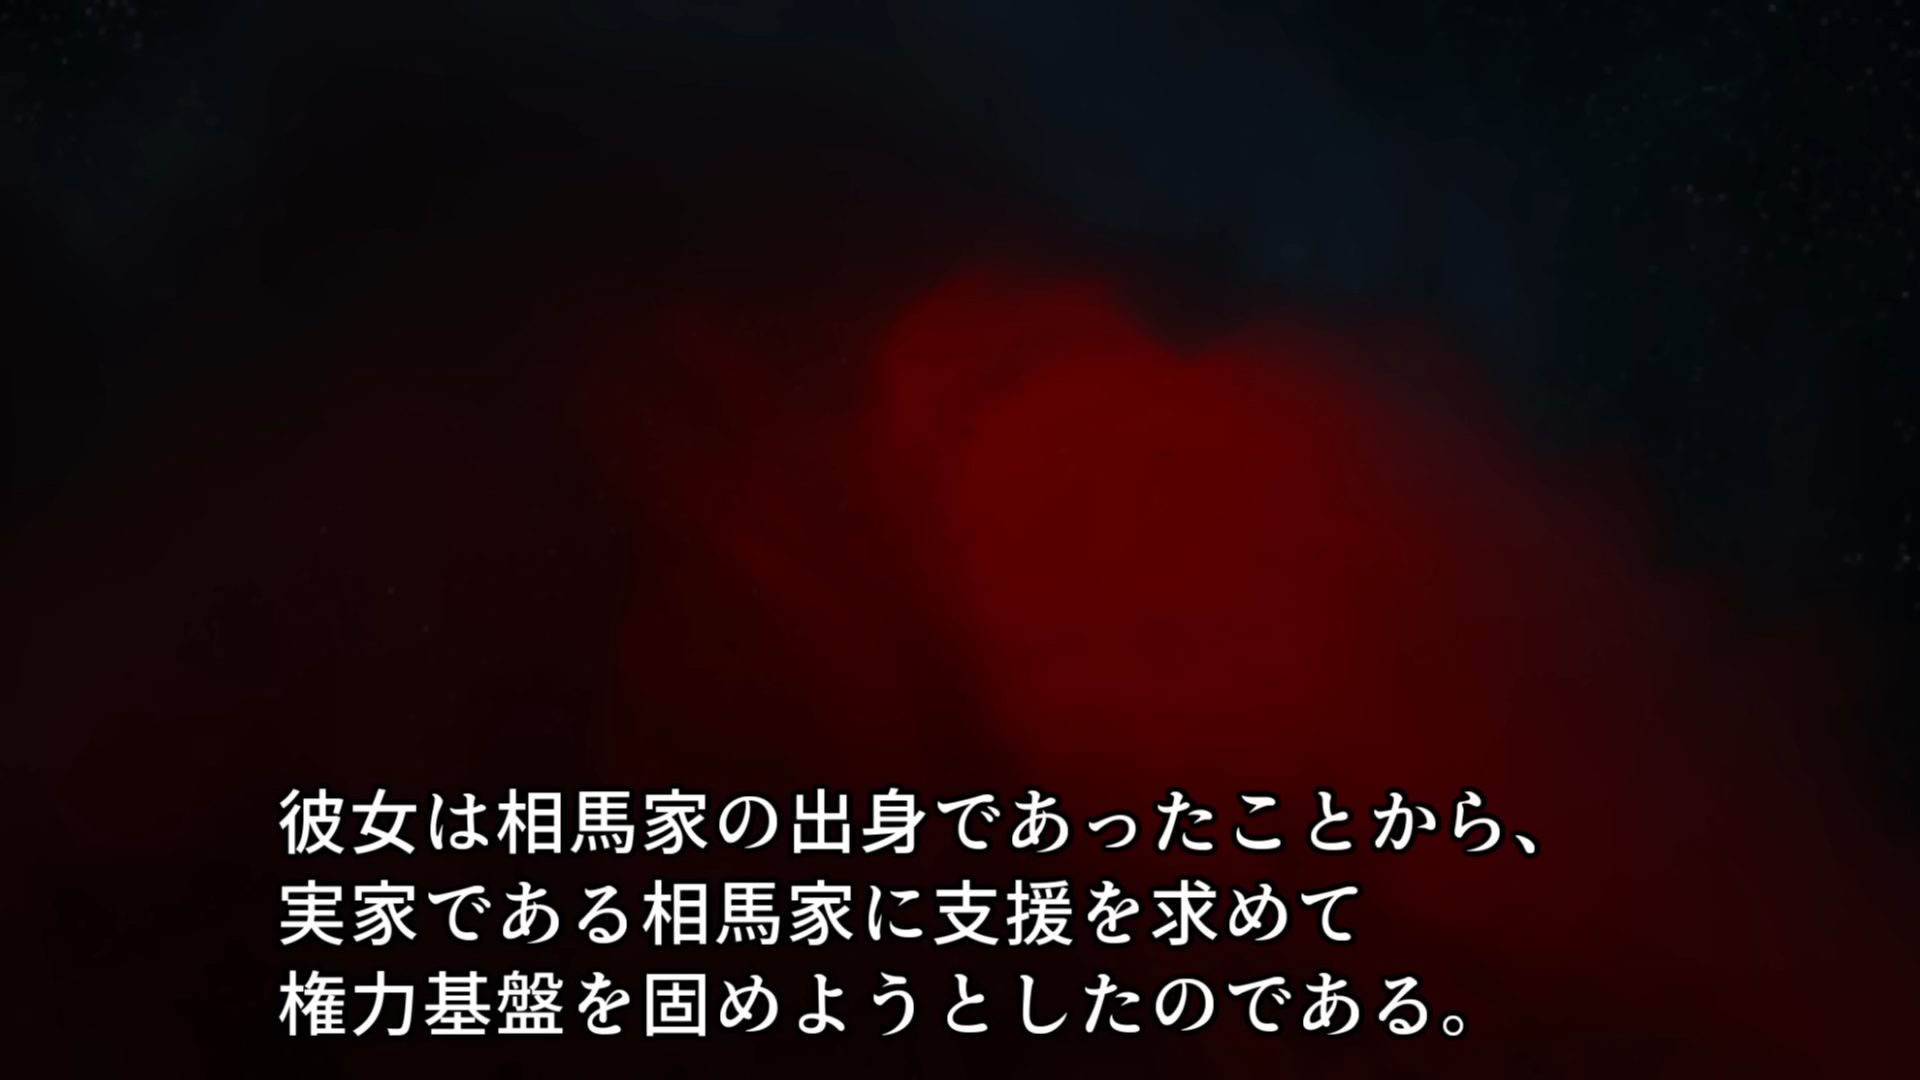 彼女は相馬家の出身であったことから、
実家である相馬家に支援を求めて
権力基盤を固めようとしたのである。